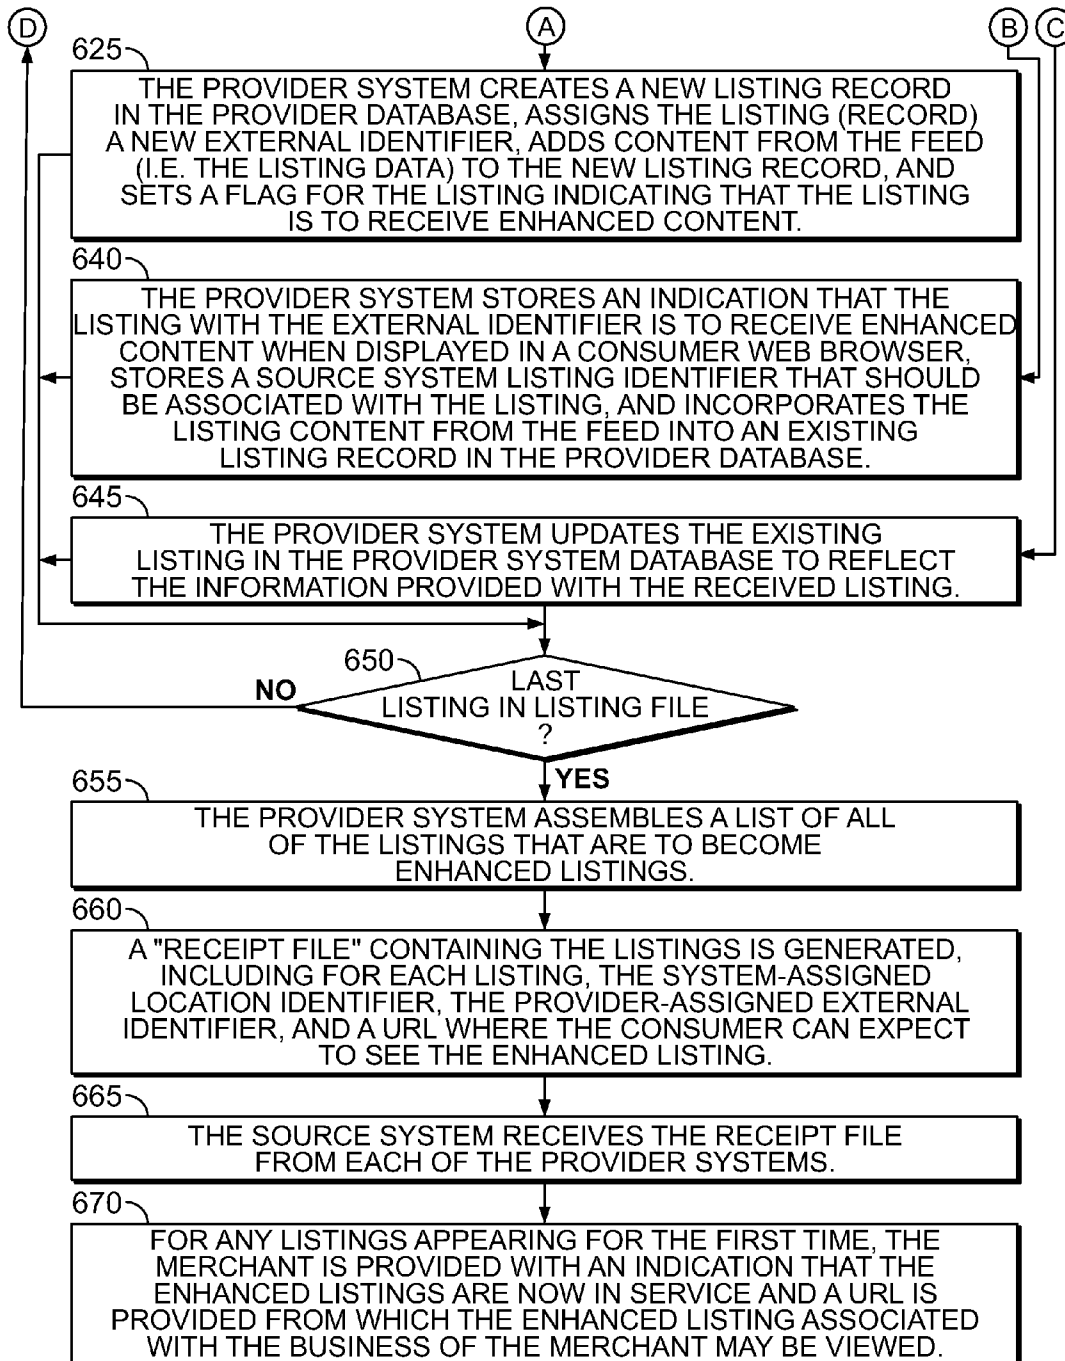 D
A
B
C
625
THE PROVIDER SYSTEM CREATES A NEW LISTING RECORD
IN THE PROVIDER DATABASE, ASSIGNS THE LISTING (RECORD)
A NEW EXTERNAL IDENTIFIER, ADDS CONTENT FROM THE FEED
(I.E. THE LISTING DATA) TO THE NEW LISTING RECORD, AND
SETS A FLAG FOR THE LISTING INDICATING THAT THE LISTING
IS TO RECEIVE ENHANCED CONTENT.
640
THE PROVIDER SYSTEM STORES AN INDICATION THAT THE
LISTING WITH THE EXTERNAL IDENTIFIER IS TO RECEIVE ENHANCED
CONTENT WHEN DISPLAYED IN A CONSUMER WEB BROWSER,
STORES A SOURCE SYSTEM LISTING IDENTIFIER THAT SHOULD
BE ASSOCIATED WITH THE LISTING, AND INCORPORATES THE
LISTING CONTENT FROM THE FEED INTO AN EXISTING
LISTING RECORD IN THE PROVIDER DATABASE.
645
THE PROVIDER SYSTEM UPDATES THE EXISTING
LISTING IN THE PROVIDER SYSTEM DATABASE TO REFLECT
THE INFORMATION PROVIDED WITH THE RECEIVED LISTING.
650
LAST
LISTING IN LISTING FILE
?
NO
YES
655
THE PROVIDER SYSTEM ASSEMBLES A LIST OF ALL
OF THE LISTINGS THAT ARE TO BECOME
ENHANCED LISTINGS.
660
A "RECEIPT FILE" CONTAINING THE LISTINGS IS GENERATED,
INCLUDING FOR EACH LISTING, THE SYSTEM-ASSIGNED
LOCATION IDENTIFIER, THE PROVIDER-ASSIGNED EXTERNAL
IDENTIFIER, AND A URL WHERE THE CONSUMER CAN EXPECT
TO SEE THE ENHANCED LISTING.
665
THE SOURCE SYSTEM RECEIVES THE RECEIPT FILE
FROM EACH OF THE PROVIDER SYSTEMS.
670
FOR ANY LISTINGS APPEARING FOR THE FIRST TIME, THE
MERCHANT IS PROVIDED WITH AN INDICATION THAT THE
ENHANCED LISTINGS ARE NOW IN SERVICE AND A URL IS
PROVIDED FROM WHICH THE ENHANCED LISTING ASSOCIATED
WITH THE BUSINESS OF THE MERCHANT MAY BE VIEWED.